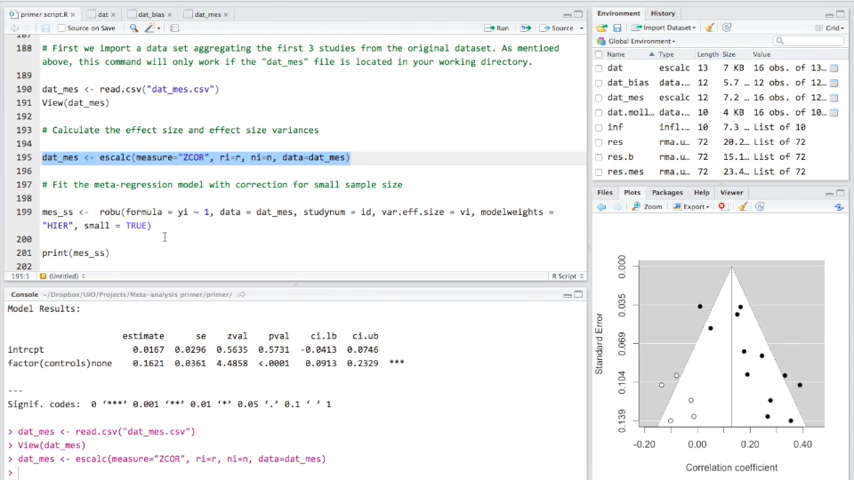 primer script.R
dat
dat_bias
dat_mes
Source on Save
Run
Source
187
188 # First we import a data set aggregating the first 3 studies from the original dataset. As mentioed
above, this command will only work if the "dat_mes" file is located in your working directory.
189
190 dat_mes <- read.csv("dat_mes.csv")
191 View(dat_mes)
192
193 # Calculate the effect size and effect size variances
194
195 dat_mes <- escalc(measure="ZCOR", ri=r, ni=n, data=dat_mes)
196
197 # Fit the meta-regression model with correction for small sample size
198
199 mes_ss <- robu(formula = yi ~ 1, data = dat_mes, studynum = id, var.eff.size = vi, modelweights =
"HIER", small = TRUE)
200
201 print(mes_ss)
202
195:1 (Untitled) R Script
Console ~/Dropbox/UiO/Projects/Meta-analysis primer/primer/
Model Results:
estimate se zval pval ci.lb ci.ub
intrcpt 0.0167 0.0296 0.5635 0.5731 -0.0413 0.0746
factor(controls)none 0.1621 0.0361 4.4858 <.0001 0.0913 0.2329 ***
---
Signif. codes: 0 ‘***’ 0.001 ‘**’ 0.01 ‘*’ 0.05 ‘.’ 0.1 ‘ ’ 1
> dat_mes <- read.csv("dat_mes.csv")
> View(dat_mes)
> dat_mes <- escalc(measure="ZCOR", ri=r, ni=n, data=dat_mes)
>
Environment History
Import Dataset Grid
Global Environment
Name Type Length Size Value
dat escalc 13 7 KB 16 obs. of 13…
dat_bias data.… 12 5.7 … 16 obs. of 12…
dat_mes escalc 12 7.2 … 16 obs. of 12…
dat.moll… data.… 10 4 KB 16 obs. of 10…
inf infl.… 10 7.3 … List of 10
res rma.u… 72 20.2… List of 72
res.b rma.u… 72 15.1… List of 72
res.mes rma.u… 72 23.4… List of 72
Files Plots Packages Help Viewer
Zoom Export
0.000
0.035
0.069
0.104
0.139
Standard Error
-0.20 0.00 0.20 0.40
Correlation coefficient